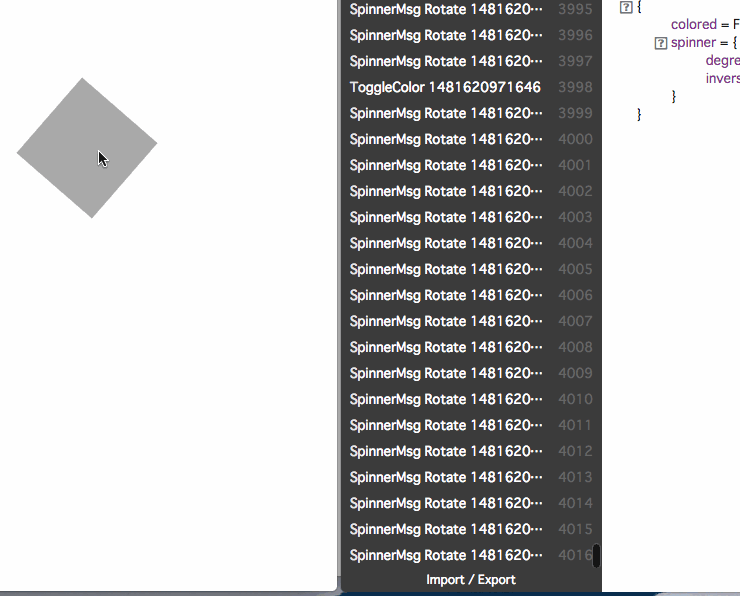 SpinnerMsg Rotate 1481620··· 3995
SpinnerMsg Rotate 1481620··· 3996
SpinnerMsg Rotate 1481620··· 3997
ToggleColor 1481620971646 3998
SpinnerMsg Rotate 1481620··· 3999
SpinnerMsg Rotate 1481620··· 4000
SpinnerMsg Rotate 1481620··· 4001
SpinnerMsg Rotate 1481620··· 4002
SpinnerMsg Rotate 1481620··· 4003
SpinnerMsg Rotate 1481620··· 4004
SpinnerMsg Rotate 1481620··· 4005
SpinnerMsg Rotate 1481620··· 4006
SpinnerMsg Rotate 1481620··· 4007
SpinnerMsg Rotate 1481620··· 4008
SpinnerMsg Rotate 1481620··· 4009
SpinnerMsg Rotate 1481620··· 4010
SpinnerMsg Rotate 1481620··· 4011
SpinnerMsg Rotate 1481620··· 4012
SpinnerMsg Rotate 1481620··· 4013
SpinnerMsg Rotate 1481620··· 4014
SpinnerMsg Rotate 1481620··· 4015
SpinnerMsg Rotate 1481620··· 4016
Import / Export
? {
colored = F
? spinner = {
degre
invers
}
}